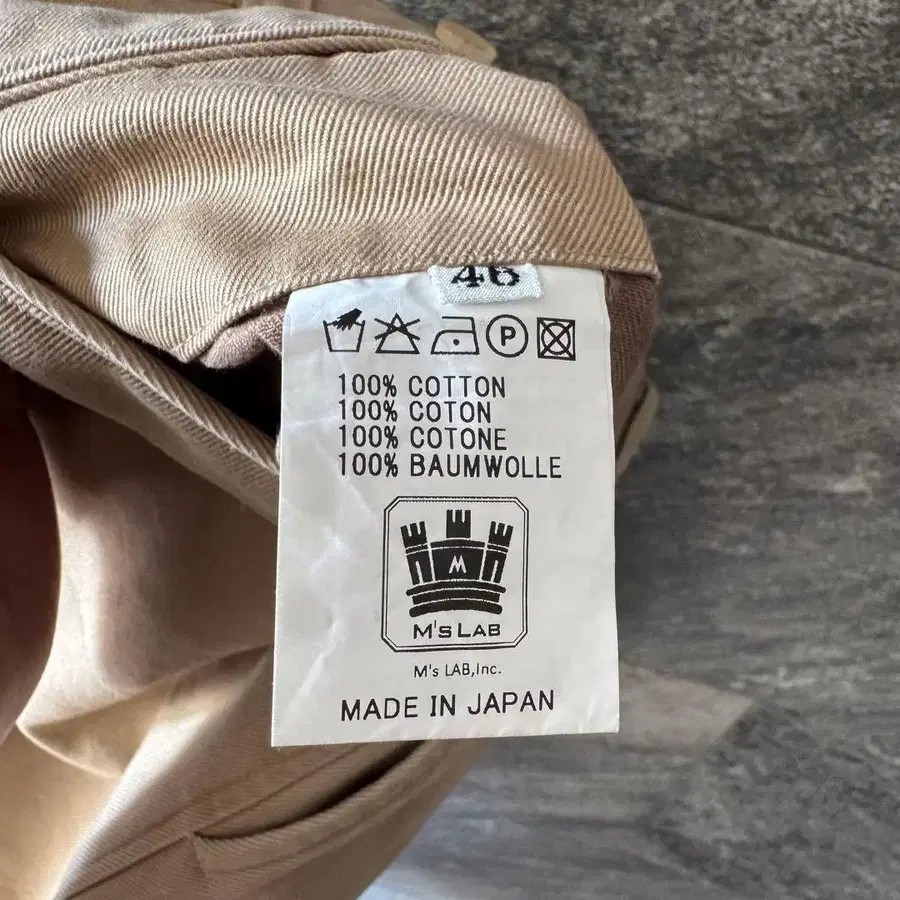 46
P
100% COTTON
100% COTON
100% COTONE
100% BAUMWOLLE
M
M'S LAB
M's LAB,Inc.
MADE IN JAPAN